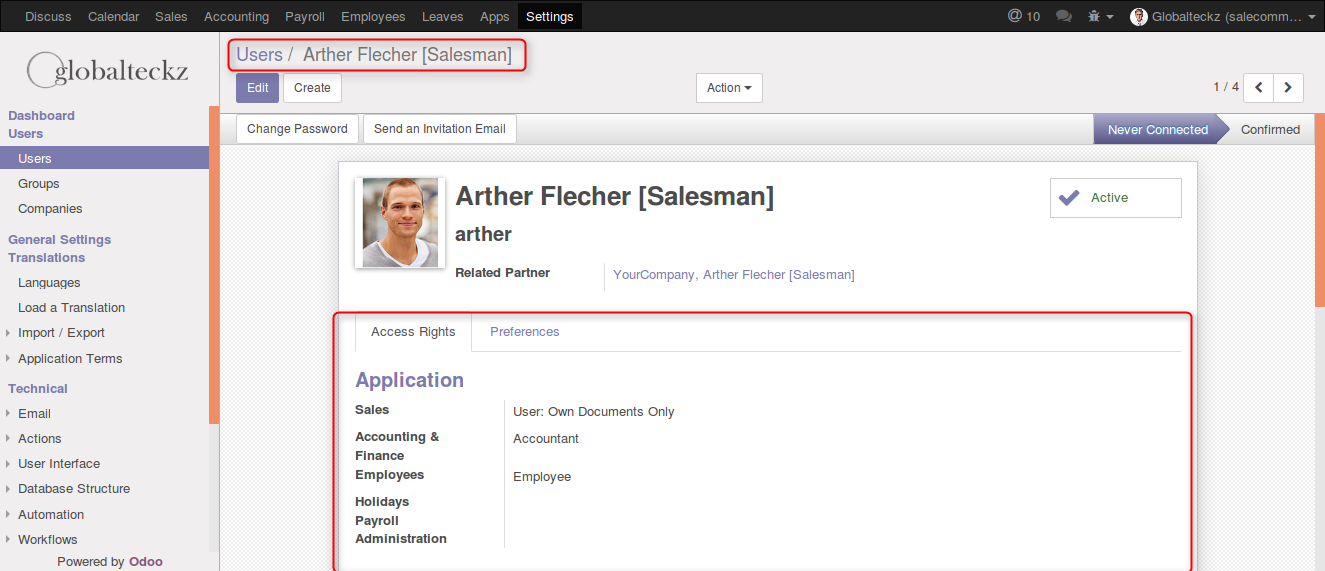 Discuss Calendar Sales Accounting Payroll Employees Leaves Apps Settings @ 10 Globalteckz (salecomm...
globalteckz
Users / Arther Flecher [Salesman]
Edit Create Action 1 / 4
Change Password Send an Invitation Email Never Connected Confirmed
Dashboard
Users
Users
Groups
Companies
General Settings
Translations
Languages
Load a Translation
Import / Export
Application Terms
Technical
Email
Actions
User Interface
Database Structure
Automation
Workflows
Powered by Odoo
Arther Flecher [Salesman]
Active
arther
Related Partner YourCompany, Arther Flecher [Salesman]
Access Rights Preferences
Application
Sales User: Own Documents Only
Accounting & Accountant
Finance
Employees Employee
Holidays
Payroll
Administration